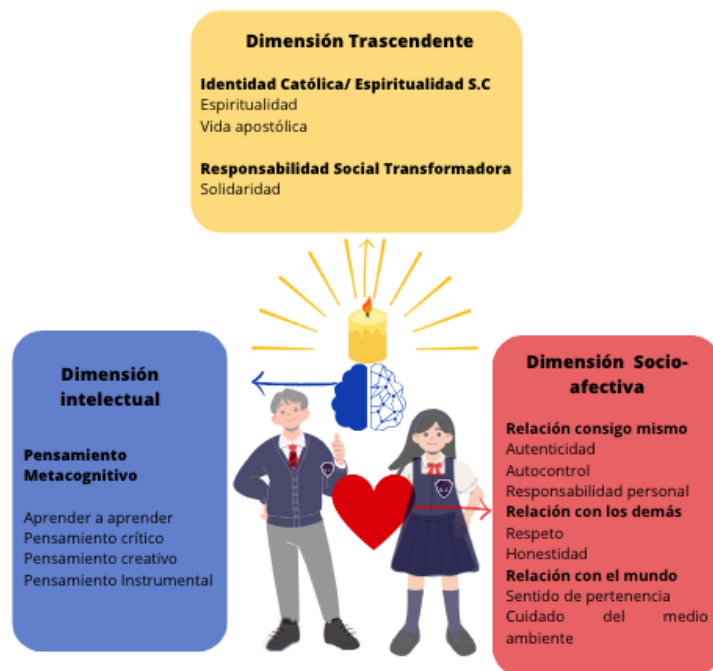 Dimensión Trascendente
Identidad Católica/ Espiritualidad S.C
Espiritualidad
Vida apostólica
Responsabilidad Social Transformadora
Solidaridad
Dimensión
intelectual
Pensamiento
Metacognitivo
Aprender a aprender
Pensamiento crítico
Pensamiento creativo
Pensamiento Instrumental
Dimensión Socio-
afectiva
Relación consigo mismo
Autenticidad
Autocontrol
Responsabilidad personal
Relación con los demás
Respeto
Honestidad
Relación con el mundo
Sentido de pertenencia
Cuidado del medio
ambiente